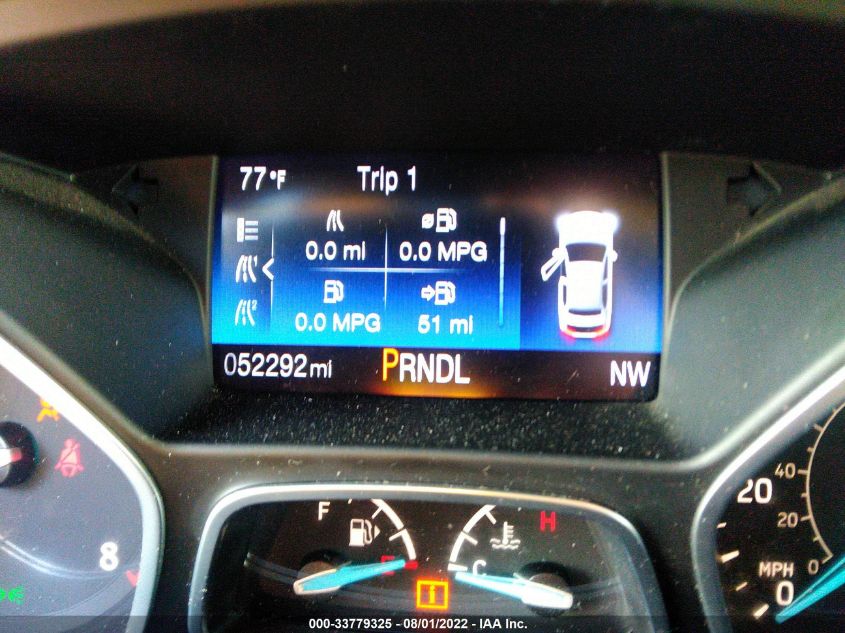 77°F Trip 1
0.0 mi 0.0 MPG
0.0 MPG 51 mi
052292mi PRNDL NW
F H
E C
8
20
40
20
0
MPH 0
000-33779325 - 08/01/2022 - IAA Inc.